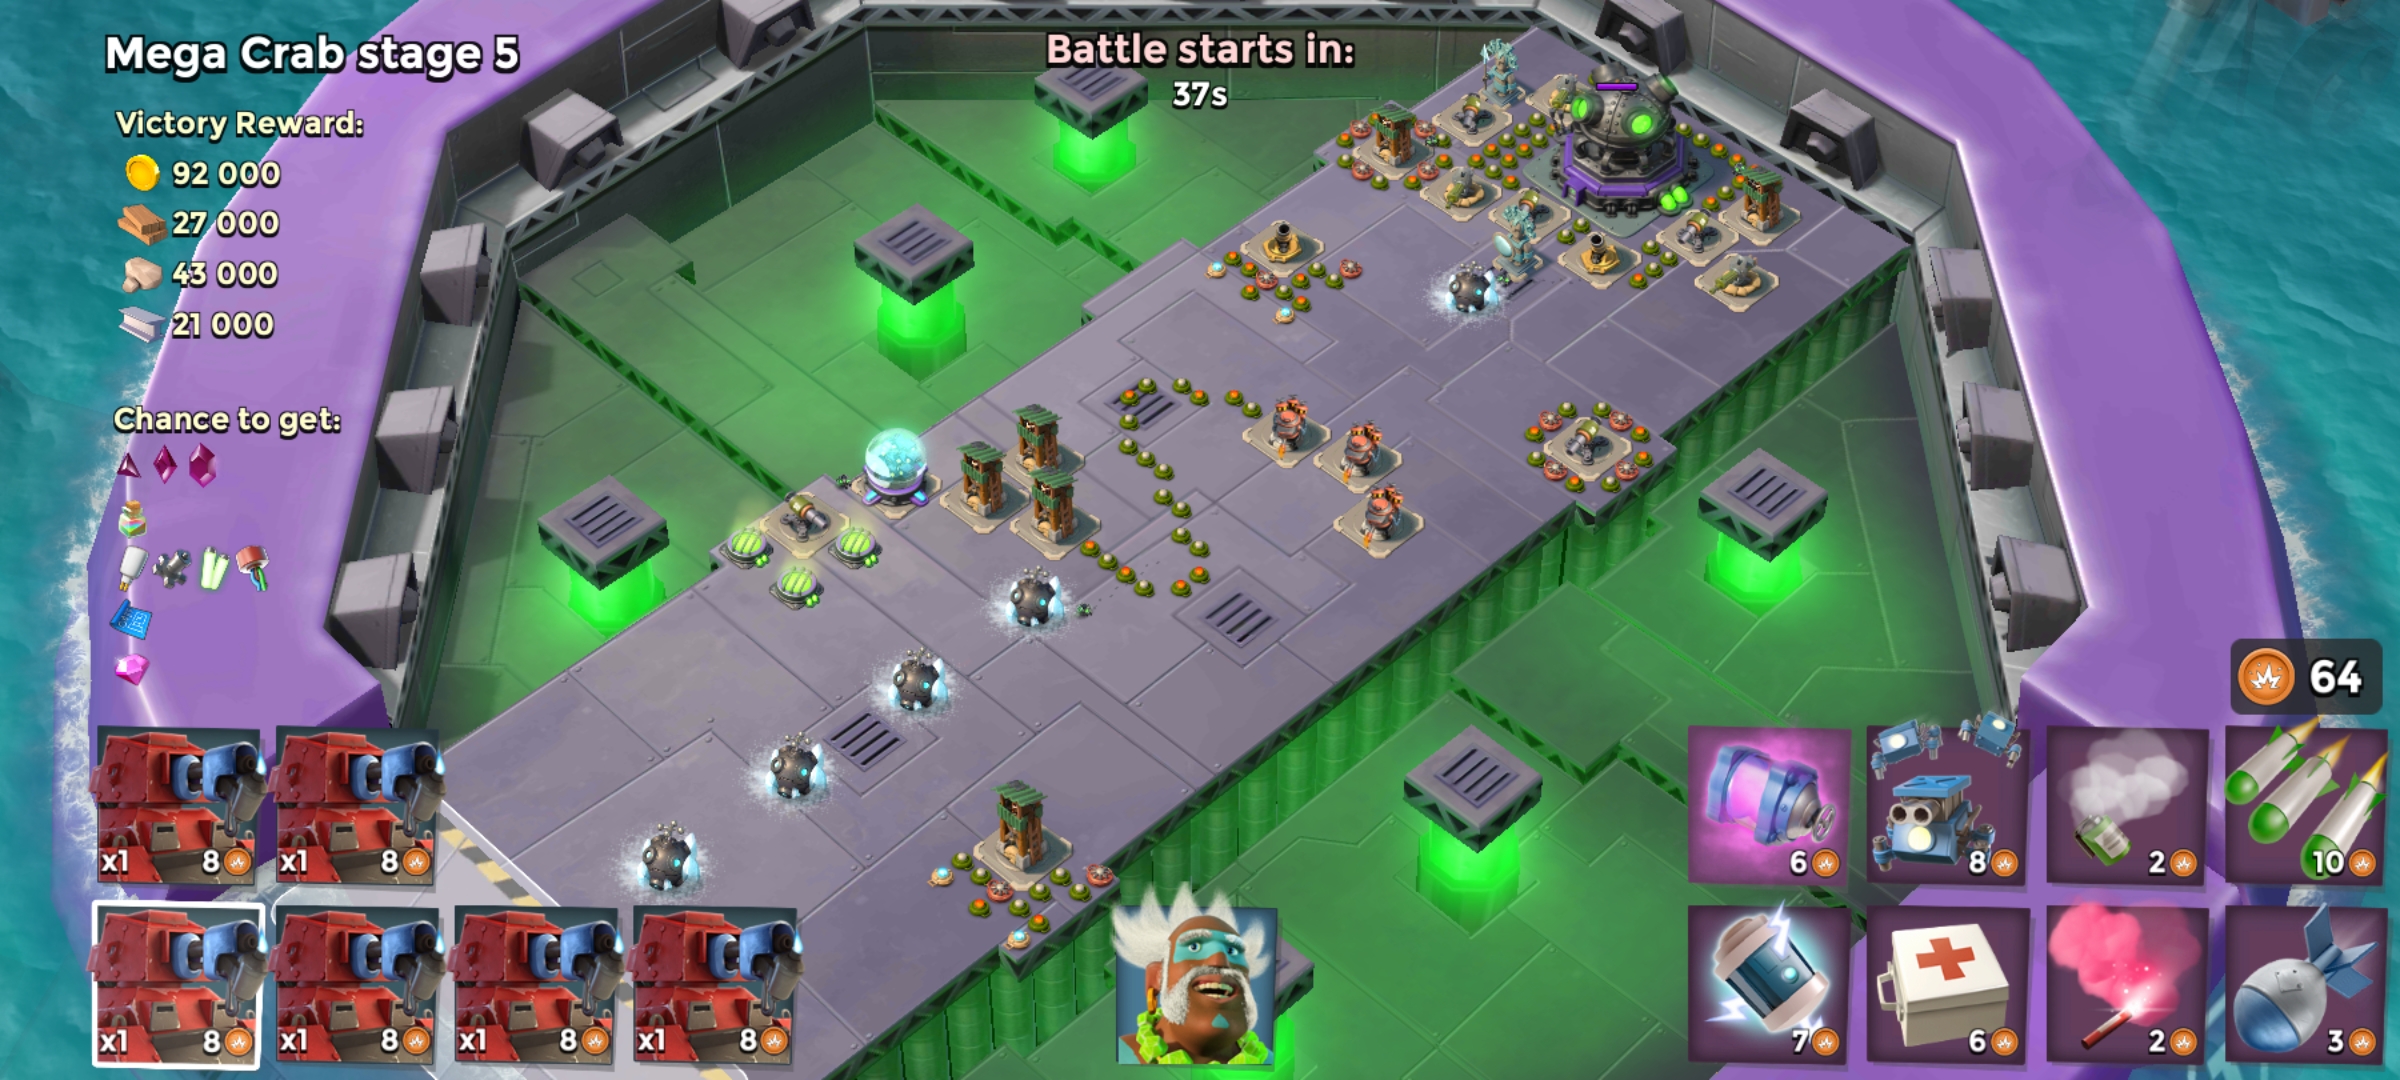 Mega Crab stage 5
Battle starts in:
37s
Victory Reward:
92 000
27 000
43 000
21 000
Chance to get:
64
x1 8
x1 8
6
8
2
10
x1 8
x1 8
x1 8
x1 8
7
6
2
3